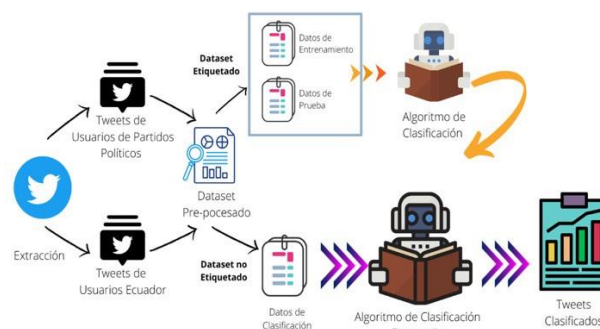 Dataset
Etiquetado
Datos de
Entrenamiento
Datos de
Prueba
Algoritmo de
Clasificación
Tweets de
Usuarios de Partidos
Políticos
Dataset
Pre-pocesado
Extracción
Tweets de
Usuarios Ecuador
Dataset no
Etiquetado
Datos de
Clasificación
Algoritmo de Clasificación
Tweets
Clasificados